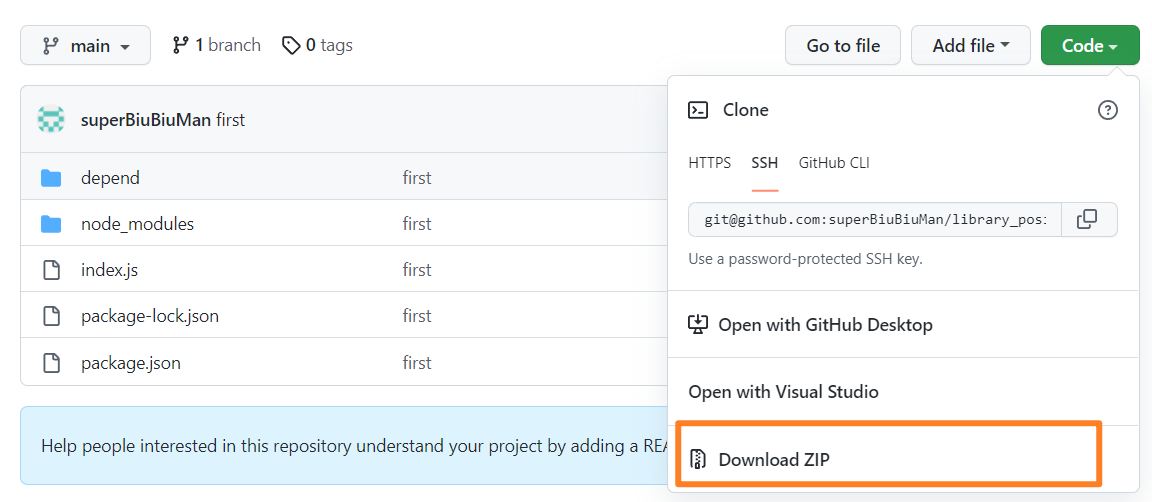 main
1 branch
0 tags
Go to file
Add file
Code
superBiuBiuMan first
depend first
node_modules first
index.js first
package-lock.json first
package.json first
Help people interested in this repository understand your project by adding a
Clone
HTTPS SSH GitHub CLI
git@github.com:superBiuBiuMan/library_pos
Use a password-protected SSH key.
Open with GitHub Desktop
Open with Visual Studio
Download ZIP